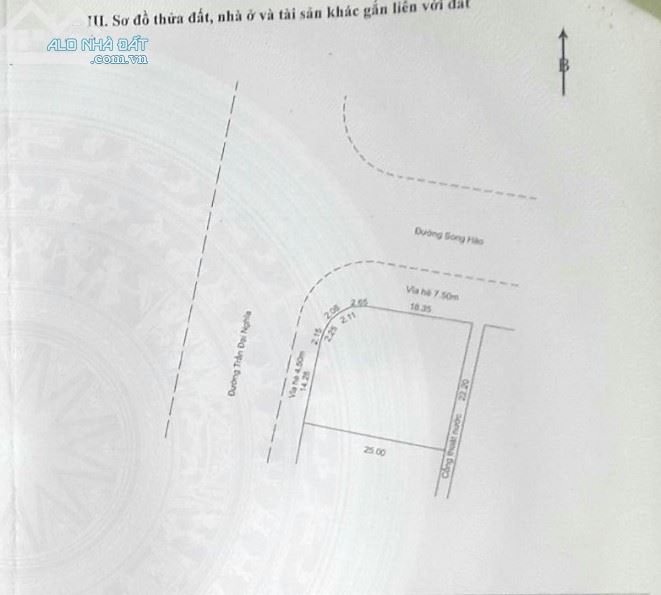 III. Sơ đồ thửa đất, nhà ở và tài sản khác gắn liền với đất
ALO NHÀ ĐẤT
.com.vn
B
Đường Song Hào
Vỉa hè 7.50m
18.35
2.65
2.08
2.11
2.15
2.25
Đường Trần Đại Nghĩa
Vỉa hè 4.50m
14.28
25.00
Cống thoát nước
22.20